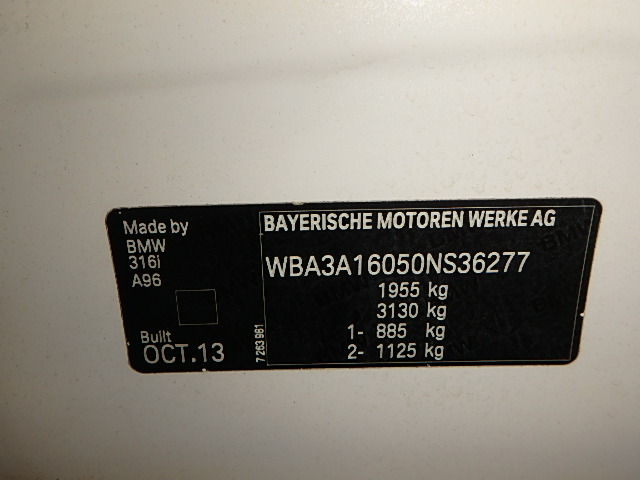 Made by
BMW
316i
A96
Built
OCT.13
7 263 981
BAYERISCHE MOTOREN WERKE AG
WBA3A16050NS36277
1955 kg
3130 kg
1- 885 kg
2- 1125 kg